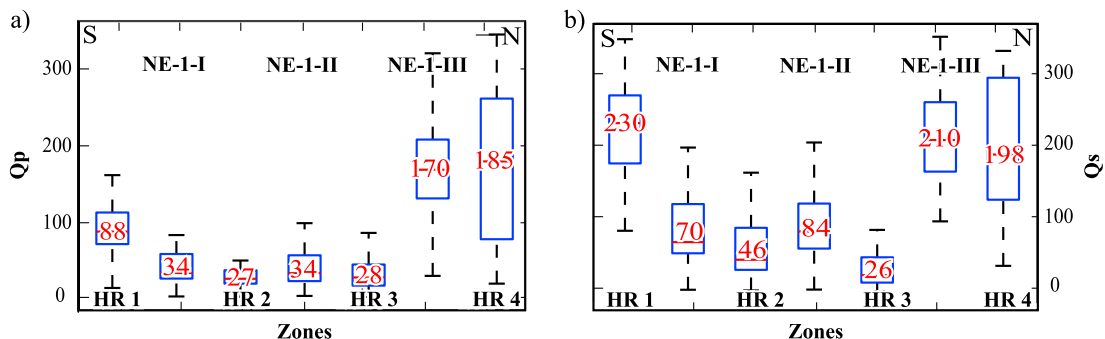 a)
S N
NE-1-I NE-1-II NE-1-III
300
200
100
0
Qp
88 34 27 34 28 170 185
HR 1 HR 2 HR 3 HR 4
Zones
b)
S N
NE-1-I NE-1-II NE-1-III
300
200
100
0
Qs
230 70 46 84 26 210 198
HR 1 HR 2 HR 3 HR 4
Zones